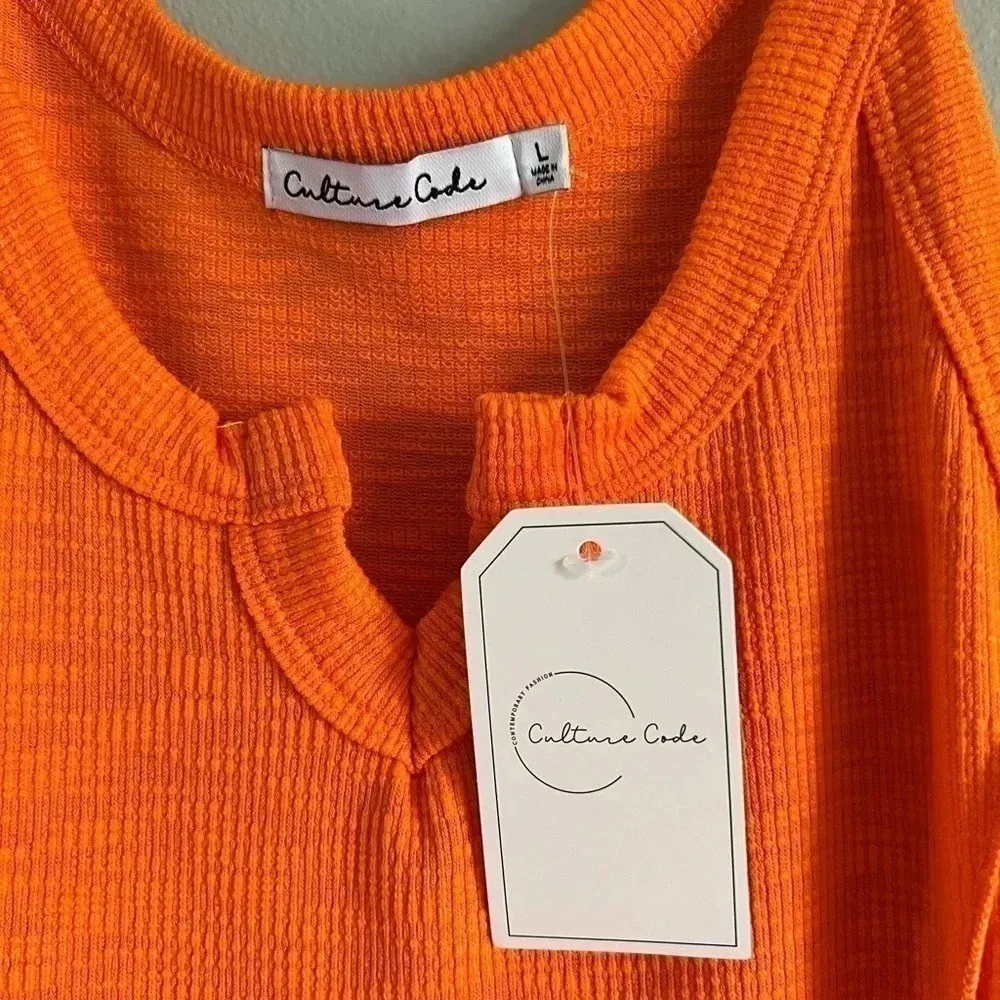 Culture Code
L
MADE IN
CHINA
CONTEMPORARY FASHION
Culture Code